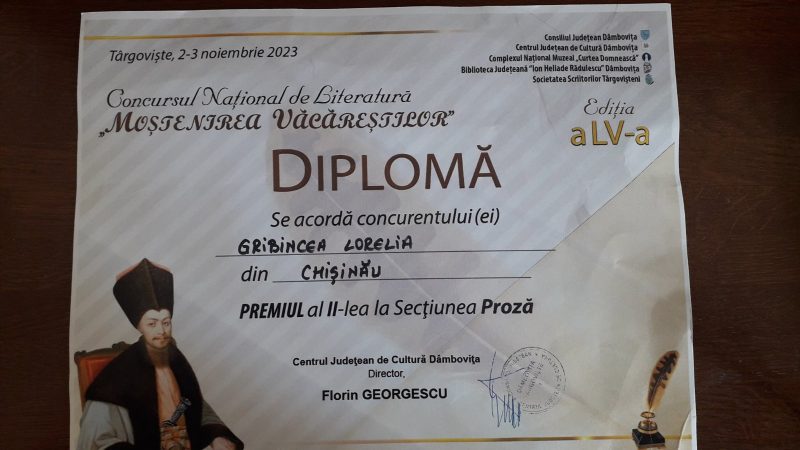 Târgoviște, 2-3 noiembrie 2023
Consiliul Județean Dâmbovița
Centrul Județean de Cultură Dâmbovița
Complexul Național Muzeal „Curtea Domnească”
Biblioteca Județeană "Ion Heliade Rădulescu" Dâmbovița
Societatea Scriitorilor Târgovișteni
Concursul Național de Literatură
„MOȘTENIREA VĂCĂREȘTILOR”
Ediția
a LV-a
DIPLOMĂ
Se acordă concurentului(ei)
GRIBINCEA LORELIA
din CHIȘINĂU
PREMIUL al II-lea la Secțiunea Proză
Centrul Județean de Cultură Dâmbovița
Director,
Florin GEORGESCU